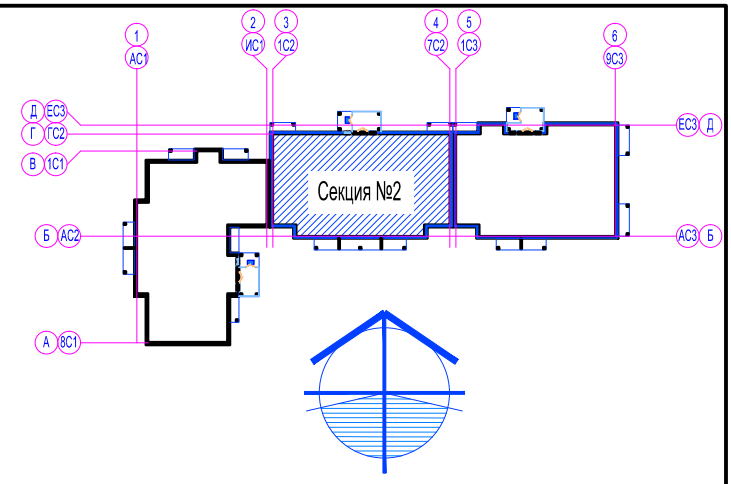 1 2 3 4 5 6
АС1 ИС1 1С2 7С2 1С3 9С3
Д ЕС3 ЕС3 Д
Г ГС2
В 1С1
Секция №2
Б АС2 АС3 Б
А 8С1